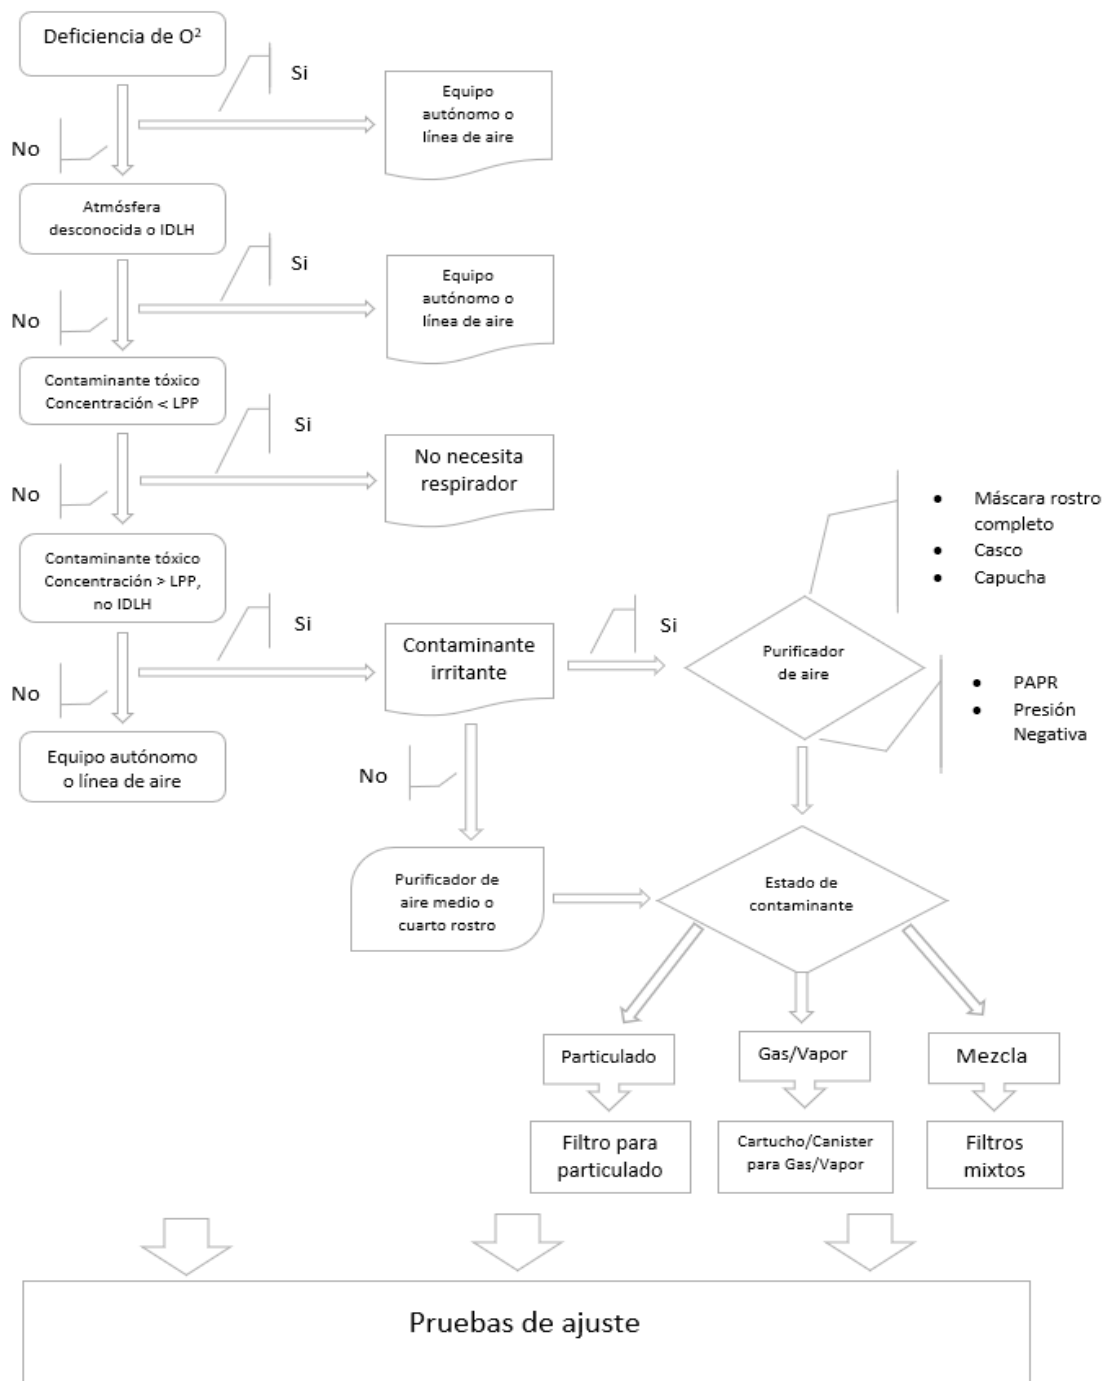 Deficiencia de O²
Si
Equipo
autónomo o
línea de aire
No
Atmósfera
desconocida o IDLH
Si
Equipo
autónomo o
línea de aire
No
Contaminante tóxico
Concentración < LPP
Si
No necesita
respirador
No
Contaminante tóxico
Concentración > LPP,
no IDLH
Si
Contaminante
irritante
Si
Purificador
de aire
• Máscara rostro
completo
• Casco
• Capucha
• PAPR
• Presión
Negativa
No
Equipo autónomo
o línea de aire
No
Purificador de
aire medio o
cuarto rostro
Estado de
contaminante
Particulado
Gas/Vapor
Mezcla
Filtro para
particulado
Cartucho/Canister
para Gas/Vapor
Filtros
mixtos
Pruebas de ajuste